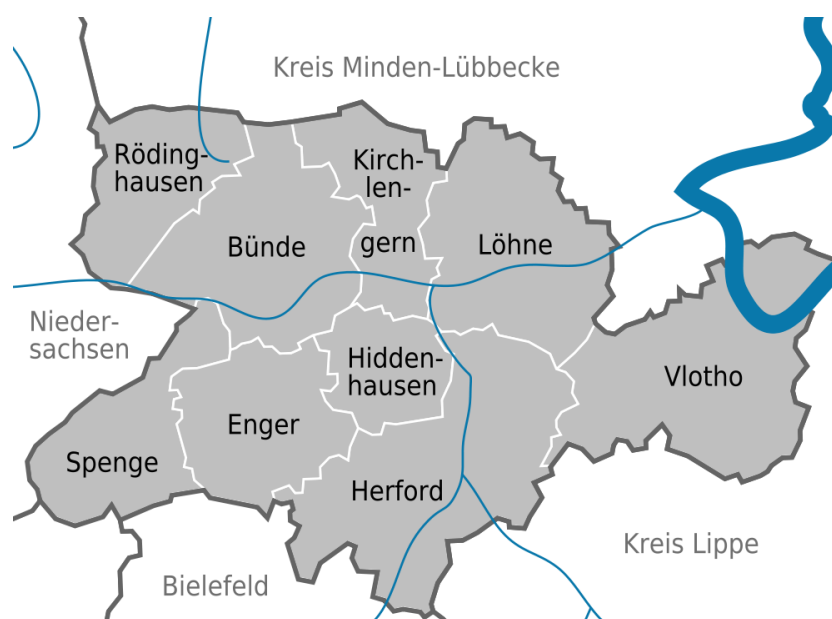 Kreis Minden-Lübbecke
Röding-
hausen
Kirch-
len-
gern
Bünde
Löhne
Nieder-
sachsen
Hidden-
hausen
Vlotho
Enger
Spenge
Herford
Kreis Lippe
Bielefeld